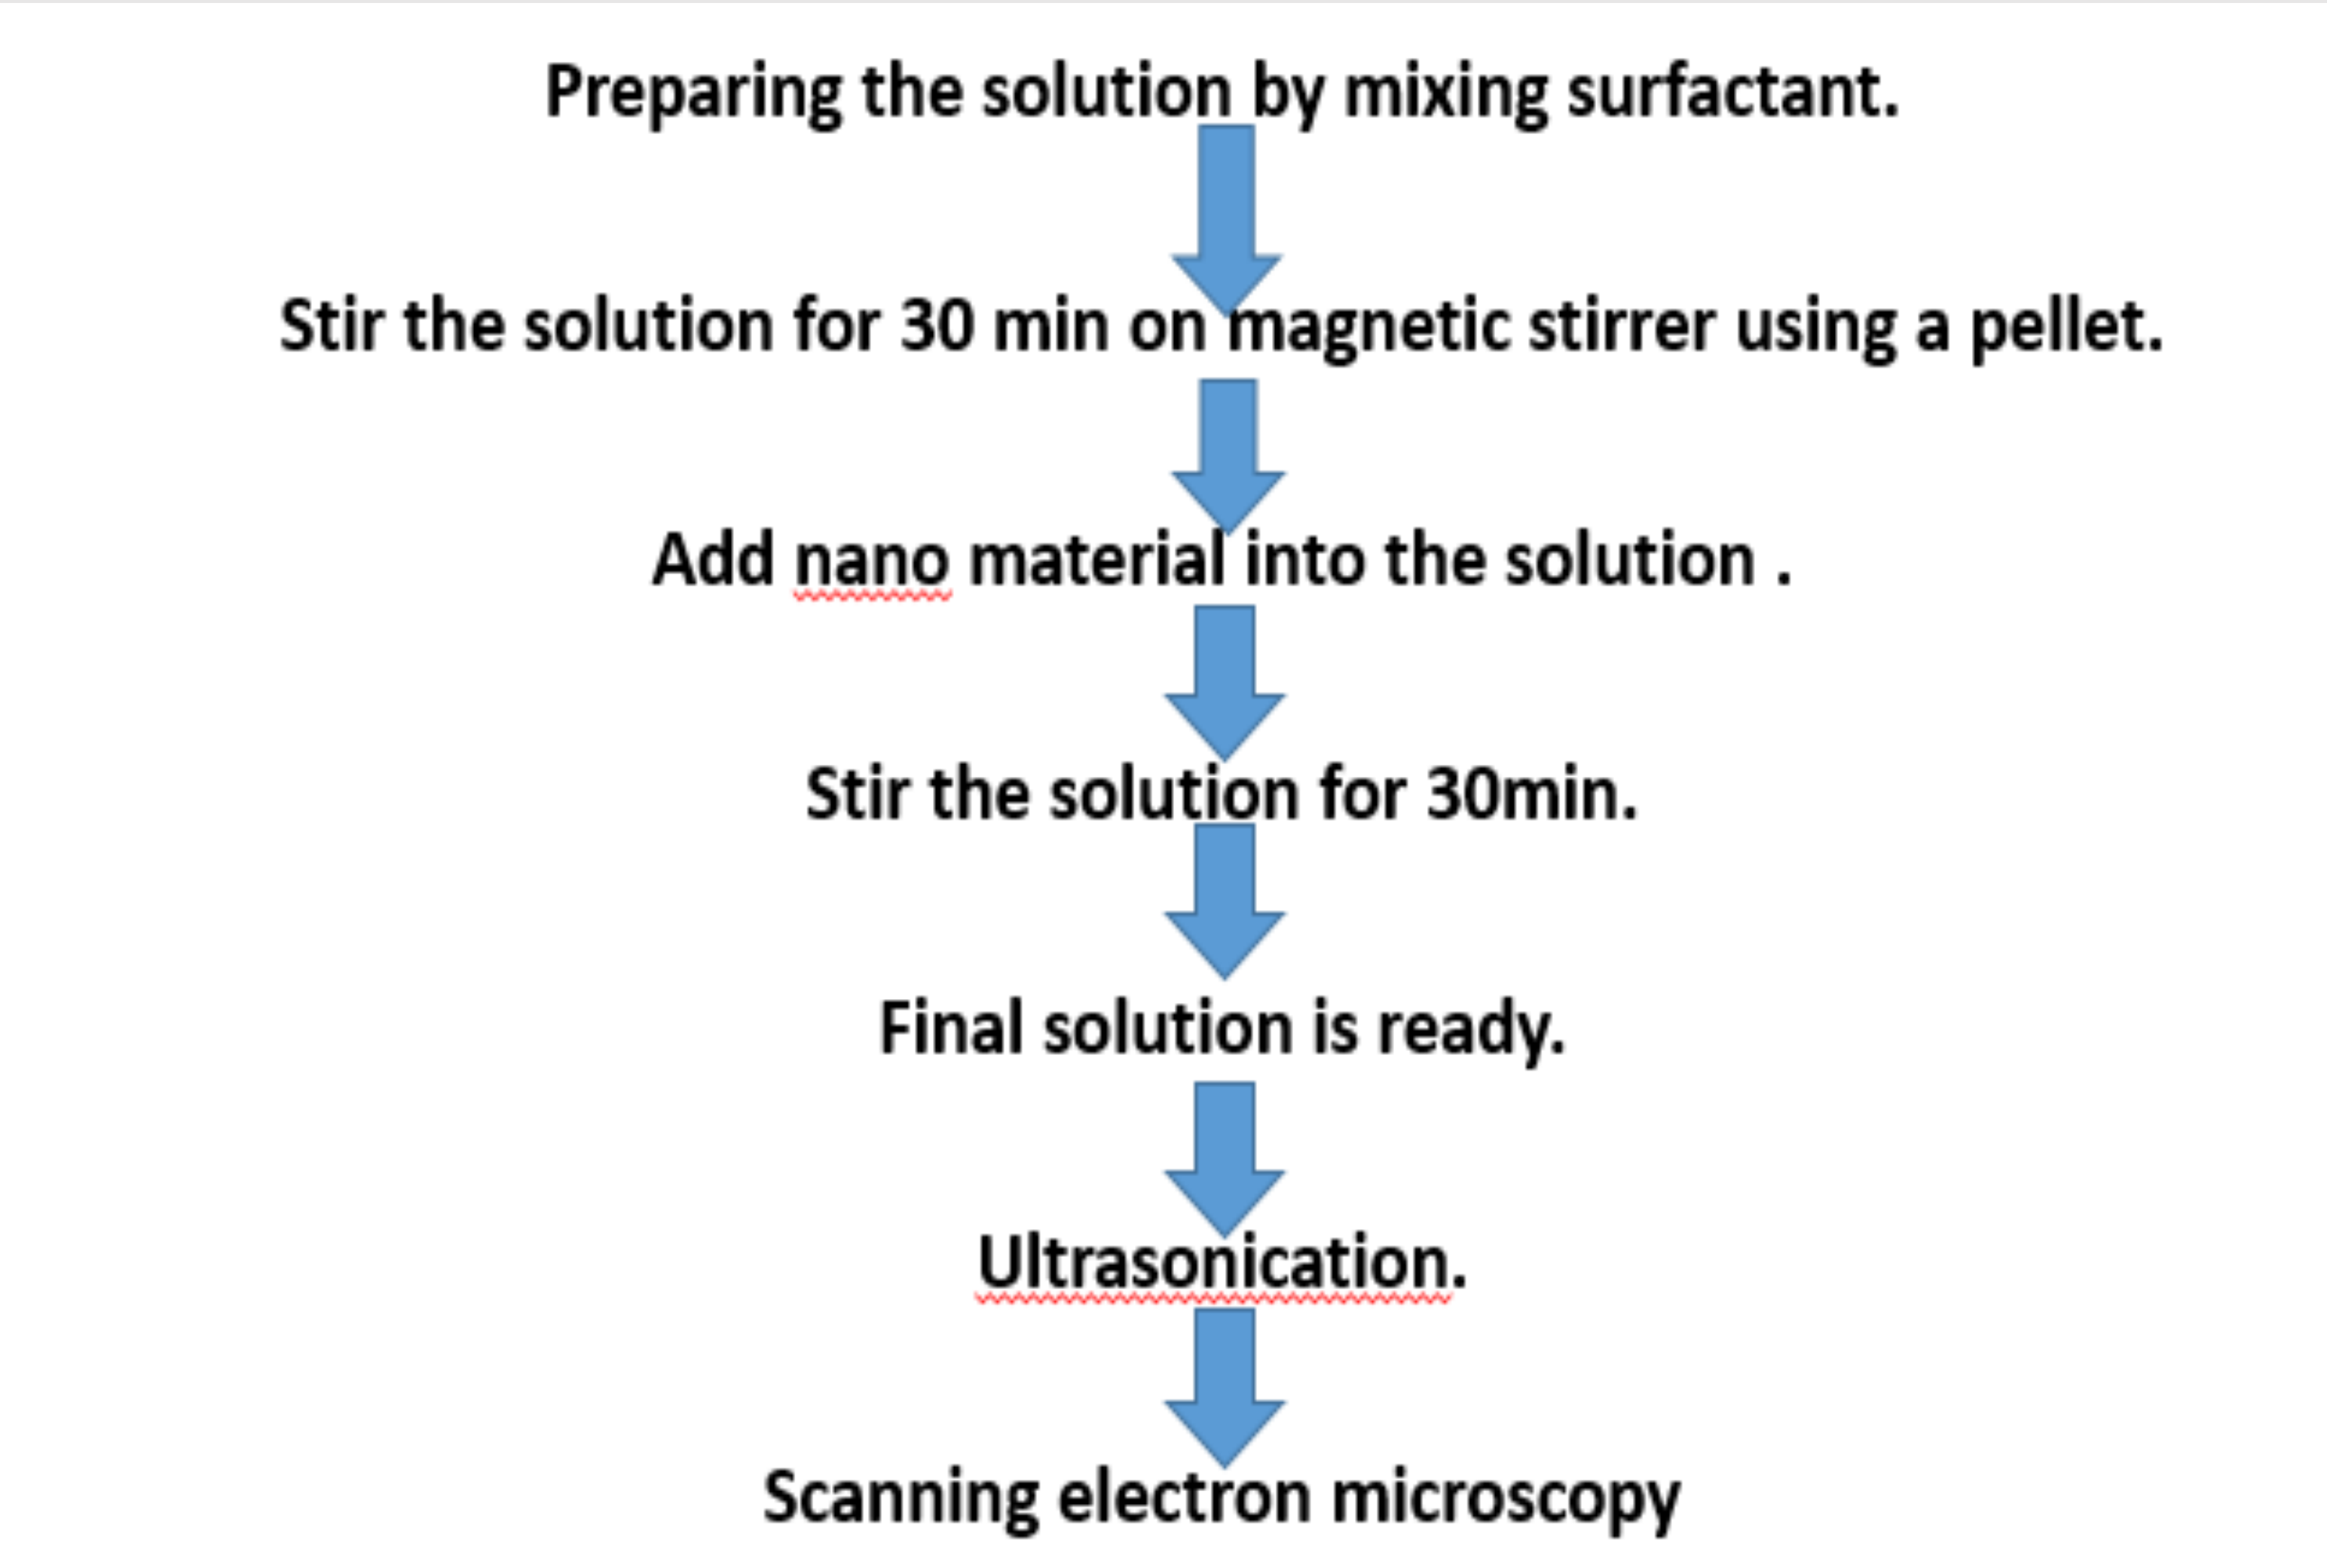 Preparing the solution by mixing surfactant.
Stir the solution for 30 min on magnetic stirrer using a pellet.
Add nano material into the solution .
Stir the solution for 30min.
Final solution is ready.
Ultrasonication.
Scanning electron microscopy